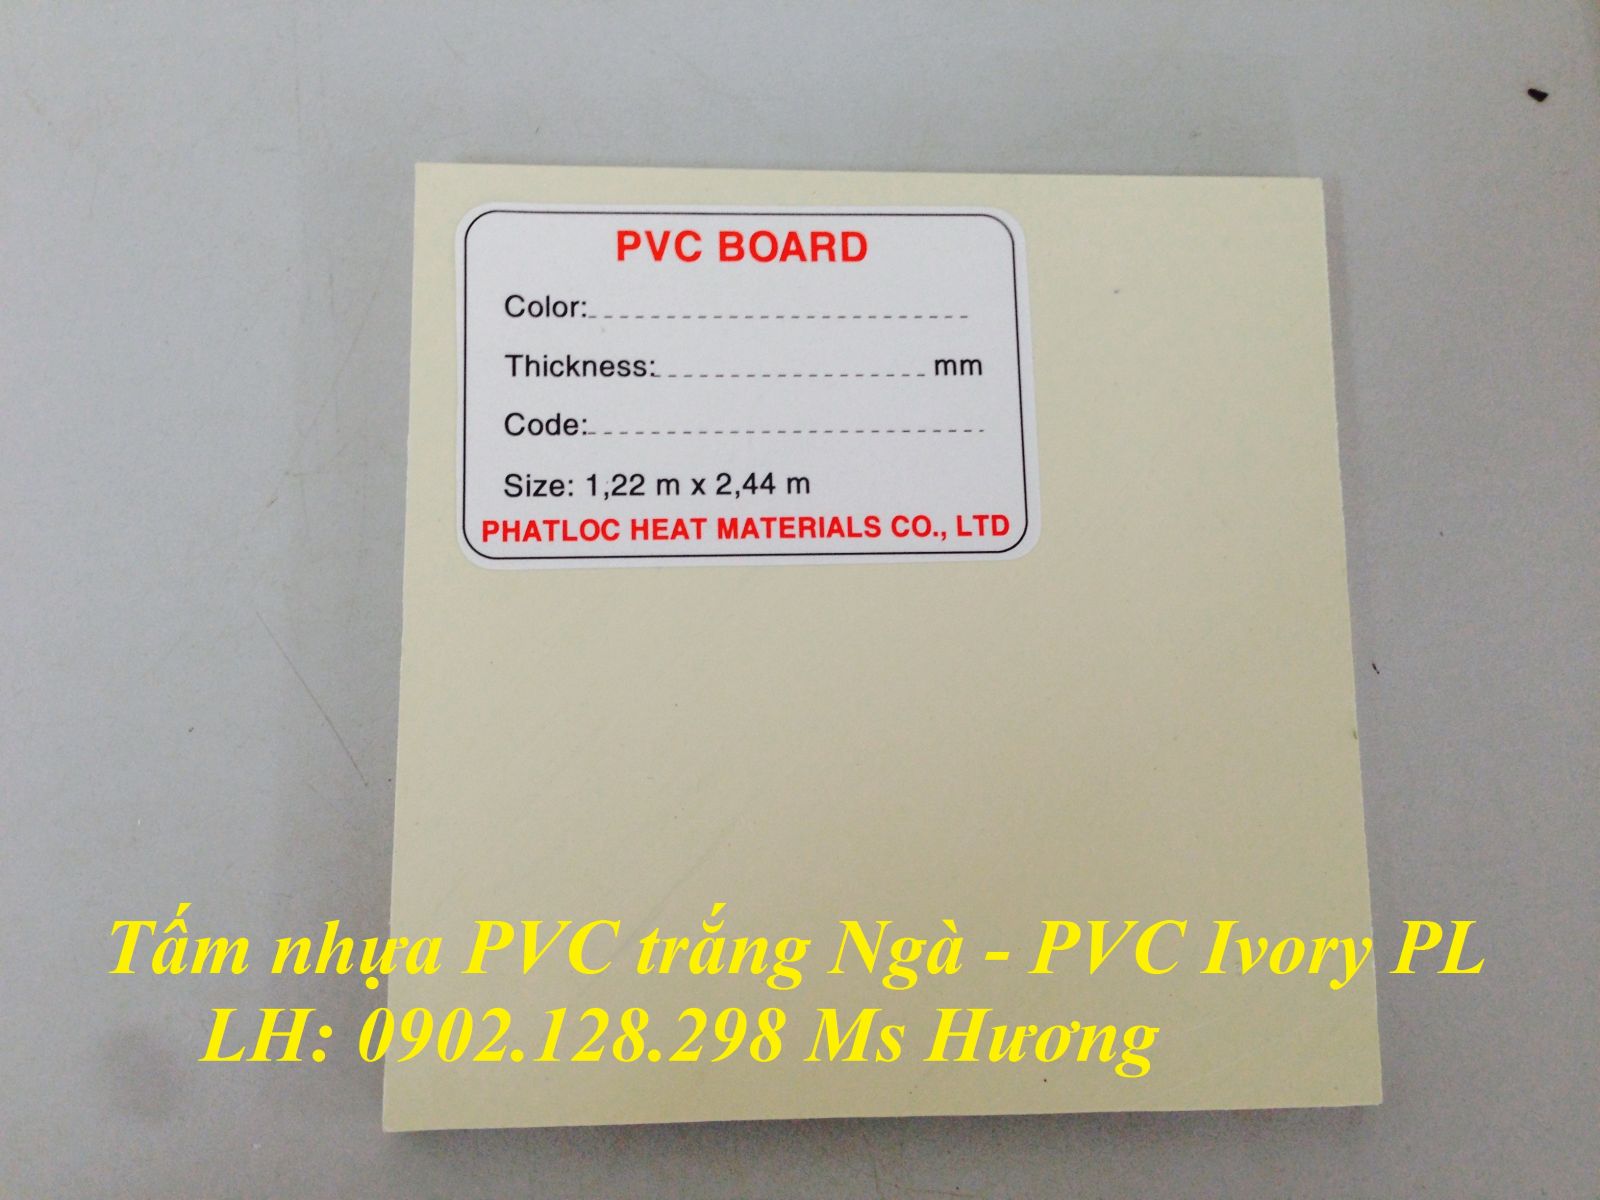 PVC BOARD
Color:
Thickness: mm
Code:
Size: 1,22 m x 2,44 m
PHATLOC HEAT MATERIALS CO., LTD
Tấm nhựa PVC trắng Ngà - PVC Ivory PL
LH: 0902.128.298 Ms Hương